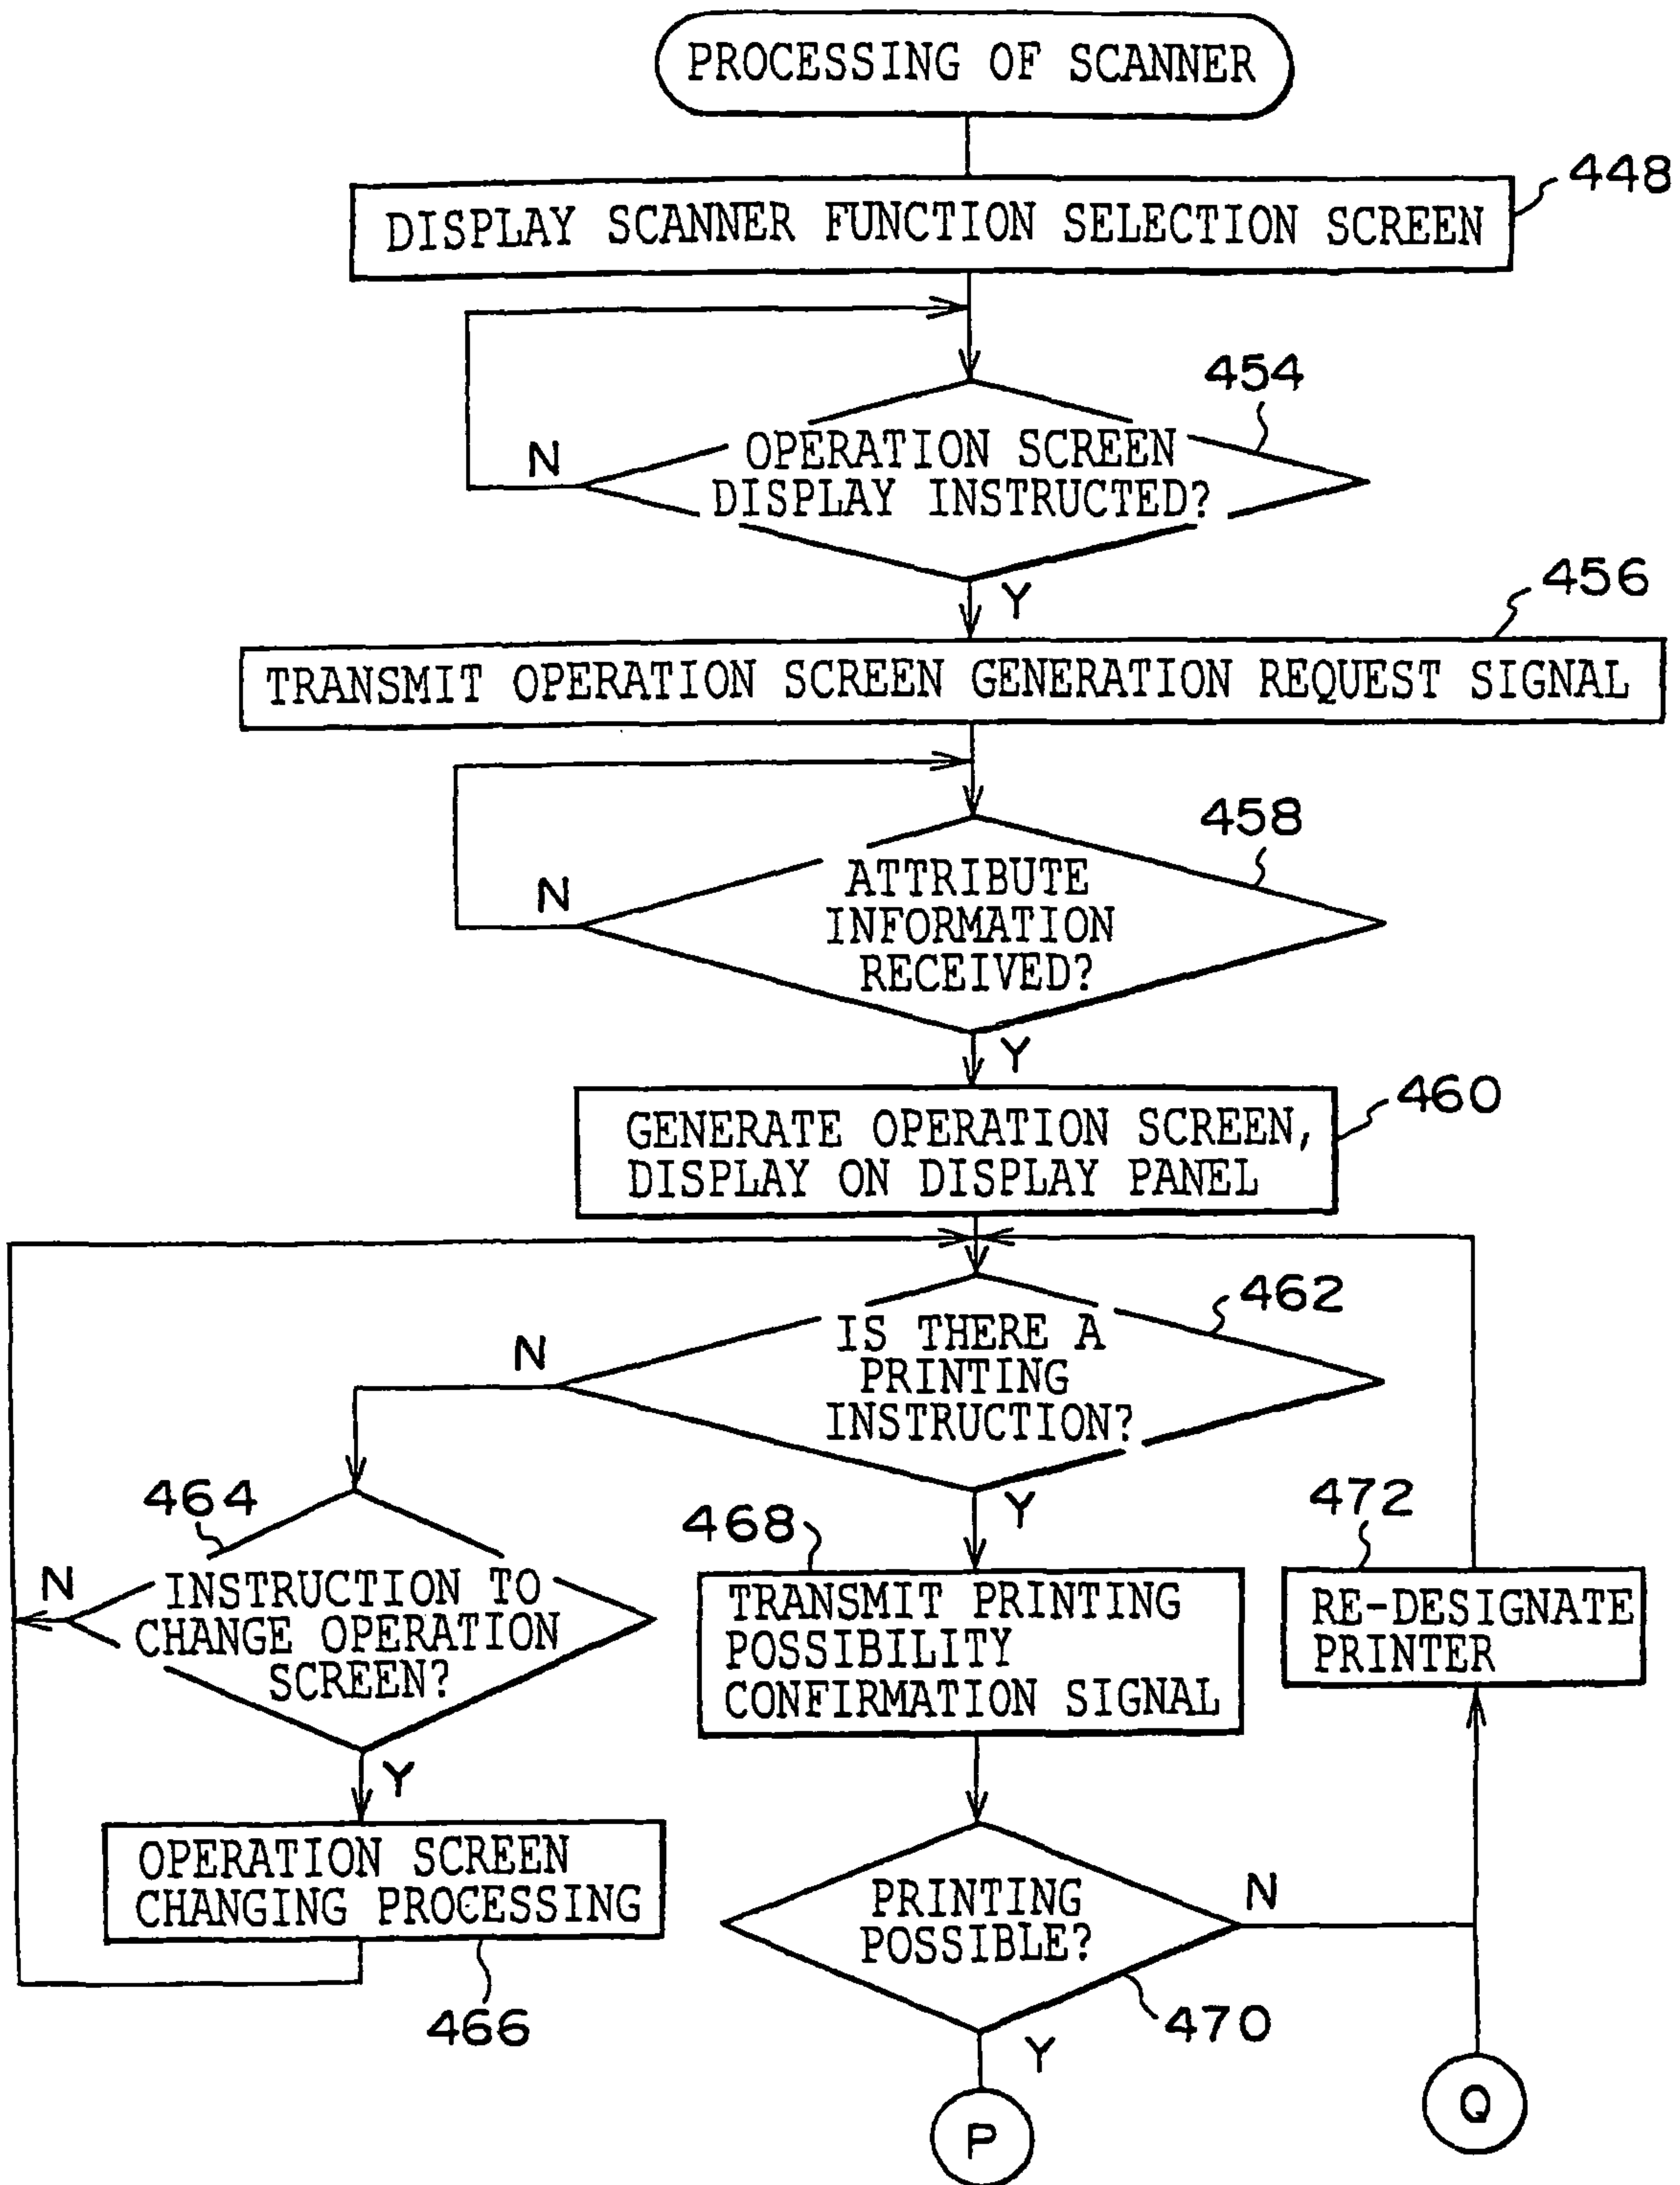 PROCESSING OF SCANNER
448
DISPLAY SCANNER FUNCTION SELECTION SCREEN
454
N
OPERATION SCREEN
DISPLAY INSTRUCTED?
Y
456
TRANSMIT OPERATION SCREEN GENERATION REQUEST SIGNAL
458
N
ATTRIBUTE
INFORMATION
RECEIVED?
Y
460
GENERATE OPERATION SCREEN,
DISPLAY ON DISPLAY PANEL
462
N
IS THERE A
PRINTING
INSTRUCTION?
Y
464
N
INSTRUCTION TO
CHANGE OPERATION
SCREEN?
Y
468
TRANSMIT PRINTING
POSSIBILITY
CONFIRMATION SIGNAL
472
RE-DESIGNATE
PRINTER
OPERATION SCREEN
CHANGING PROCESSING
466
PRINTING
POSSIBLE?
N
470
Y
P
Q